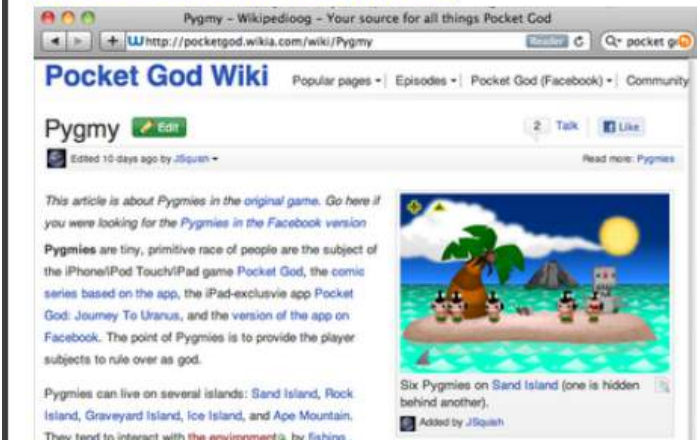 Pygmy – Wikipedioog – Your source for all things Pocket God
http://pocketgod.wikia.com/wiki/Pygmy
Reader
pocket g
Pocket God Wiki
Popular pages
Episodes
Pocket God (Facebook)
Community
Pygmy
Edit
2 Talk
Like
Edited 10 days ago by JSquish
Read more: Pygmies
This article is about Pygmies in the original game. Go here if
you were looking for the Pygmies in the Facebook version
Pygmies are tiny, primitive race of people are the subject of
the iPhone/iPod Touch/iPad game Pocket God, the comic
series based on the app, the iPad-exclusvie app Pocket
God: Journey To Uranus, and the version of the app on
Facebook. The point of Pygmies is to provide the player
subjects to rule over as god.
Pygmies can live on several islands: Sand Island, Rock
Island, Graveyard Island, Ice Island, and Ape Mountain.
They tend to interact with the environment by fishing,
Six Pygmies on Sand Island (one is hidden
behind another).
Added by JSquish